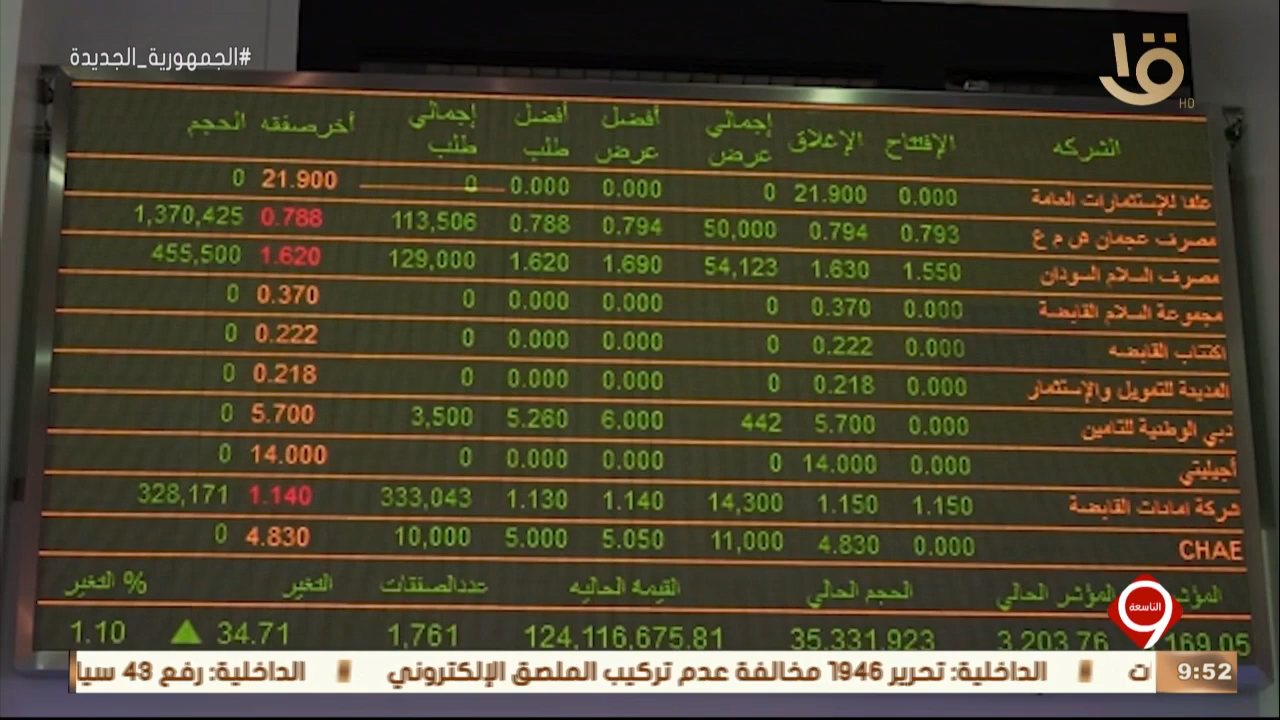 #الجمهورية_الجديدة
HD
الشركه الإفتتاح الإغلاق إجمالي عرض أفضل عرض أفضل طلب إجمالي طلب أخرصفقه الحجم
للإستثمارات العامة 0.000 21.900 0 0.000 0.000 0 21.900 0
مصرف عجمان ش م ع 0.793 0.794 50,000 0.794 0.788 113,506 0.788 1,370,425
مصرف السلام السودان 1.550 1.630 54,123 1.690 1.620 129,000 1.620 455,500
مجموعة السلام القابضة 0.000 0.370 0 0.000 0.000 0 0.370 0
اكتتاب القابضه 0.000 0.222 0 0.000 0.000 0 0.222 0
المدينة للتمويل والإستثمار 0.000 0.218 0 0.000 0.000 0 0.218 0
دبي الوطنية للتامين 0.000 5.700 442 6.000 5.260 3,500 5.700 0
أجيليتي 0.000 14.000 0 0.000 0.000 0 14.000 0
شركة امانات القابضة 1.150 1.150 14,300 1.140 1.130 333,043 1.140 328,171
CHAE 0.000 4.830 11,000 5.050 5.000 10,000 4.830 0
المؤشر الحالي الحجم الحالي القيمة الحاليه عددالصفقات التغير % التغير
169.05 3,203.76 35,331,923 124,116,675.81 1,761 34.71 ▲ 1.10
التاسعة
9:52 ت الداخلية: تحرير 1946 مخالفة عدم تركيب الملصق الإلكتروني الداخلية: رفع 48 سيا